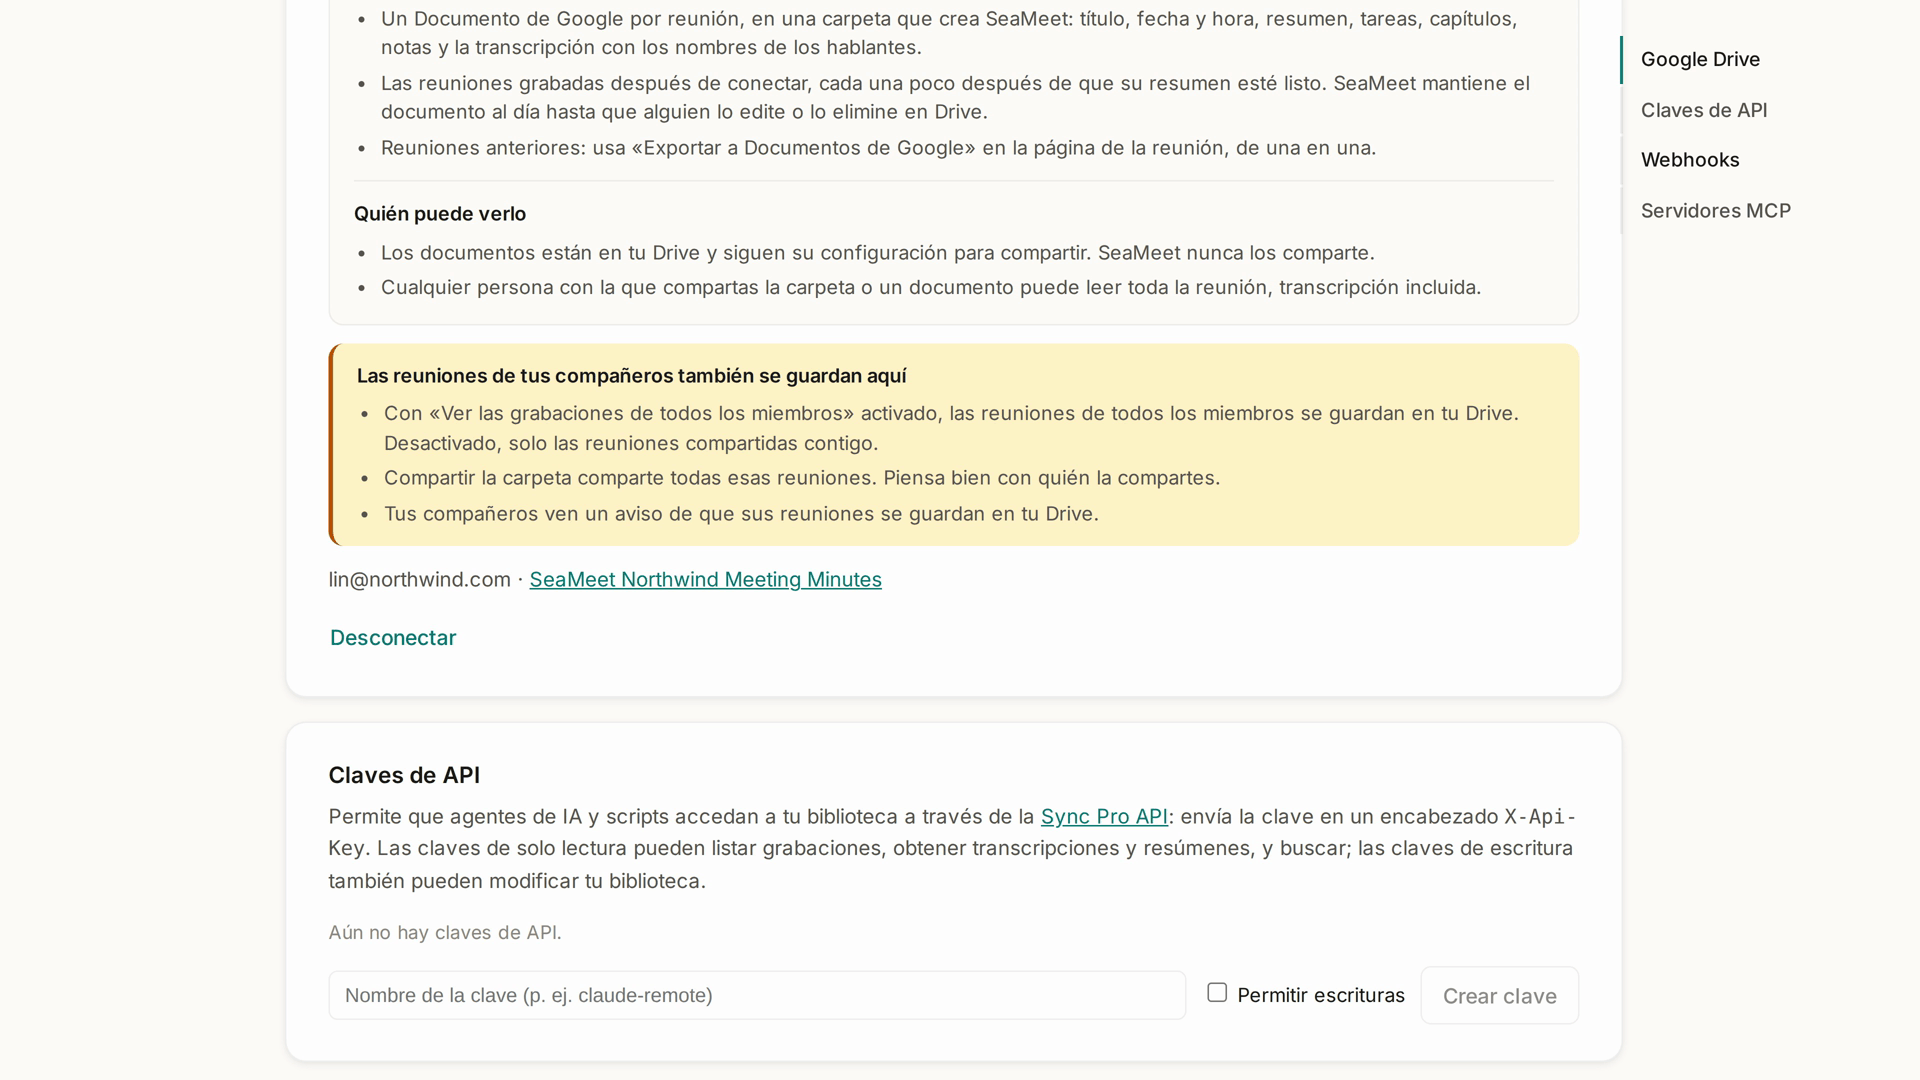 Un Documento de Google por reunión, en una carpeta que crea SeaMeet: título, fecha y hora, resumen, tareas, capítulos,
notas y la transcripción con los nombres de los hablantes.
Las reuniones grabadas después de conectar, cada una poco después de que su resumen esté listo. SeaMeet mantiene el
documento al día hasta que alguien lo edite o lo elimine en Drive.
Reuniones anteriores: usa «Exportar a Documentos de Google» en la página de la reunión, de una en una.
Quién puede verlo
Los documentos están en tu Drive y siguen su configuración para compartir. SeaMeet nunca los comparte.
Cualquier persona con la que compartas la carpeta o un documento puede leer toda la reunión, transcripción incluida.
Las reuniones de tus compañeros también se guardan aquí
Con «Ver las grabaciones de todos los miembros» activado, las reuniones de todos los miembros se guardan en tu Drive.
Desactivado, solo las reuniones compartidas contigo.
Compartir la carpeta comparte todas esas reuniones. Piensa bien con quién la compartes.
Tus compañeros ven un aviso de que sus reuniones se guardan en tu Drive.
lin@northwind.com · SeaMeet Northwind Meeting Minutes
Desconectar
Claves de API
Permite que agentes de IA y scripts accedan a tu biblioteca a través de la Sync Pro API: envía la clave en un encabezado X-Api-
Key. Las claves de solo lectura pueden listar grabaciones, obtener transcripciones y resúmenes, y buscar; las claves de escritura
también pueden modificar tu biblioteca.
Aún no hay claves de API.
Nombre de la clave (p. ej. claude-remote)
Permitir escrituras
Crear clave
Google Drive
Claves de API
Webhooks
Servidores MCP